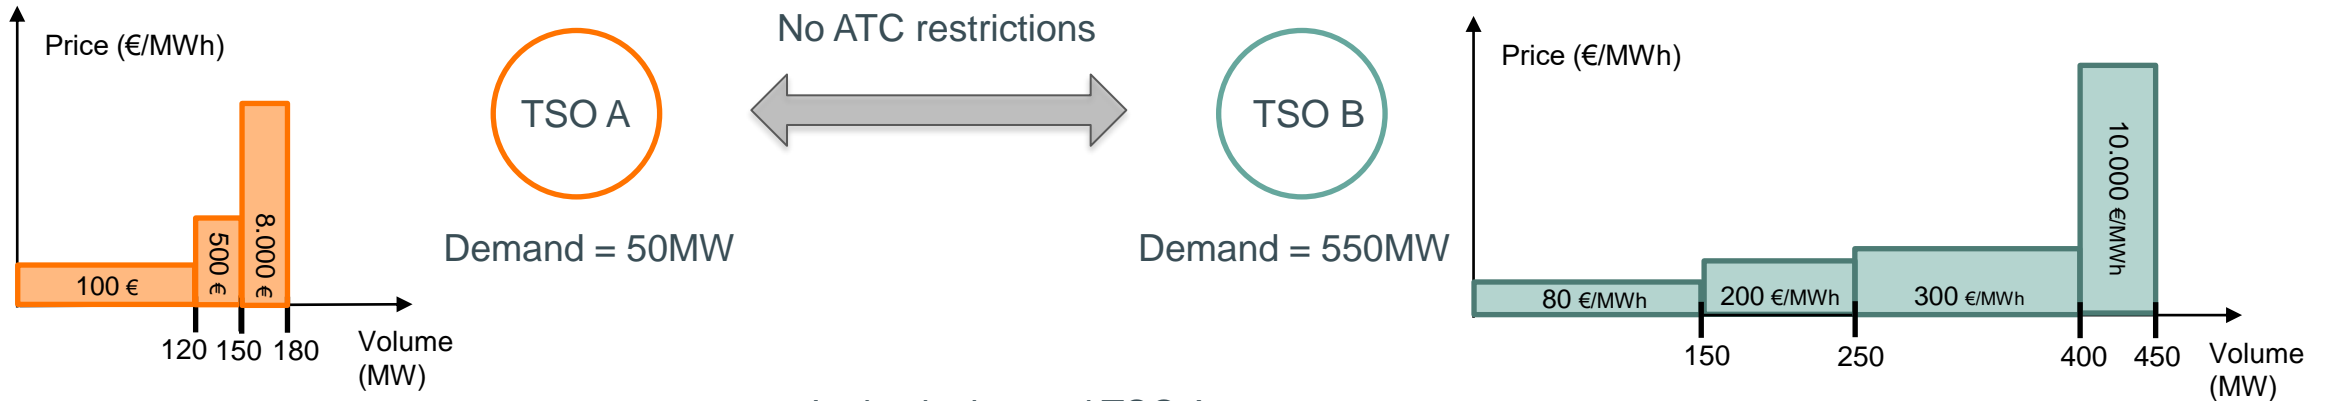 Price (€/MWh)
100 €
500 €
8.000 €
120 150 180
Volume
(MW)
TSO A
Demand = 50MW
No ATC restrictions
TSO B
Demand = 550MW
Price (€/MWh)
80 €/MWh
200 €/MWh
300 €/MWh
10.000 €/MWh
150 250 400 450
Volume
(MW)